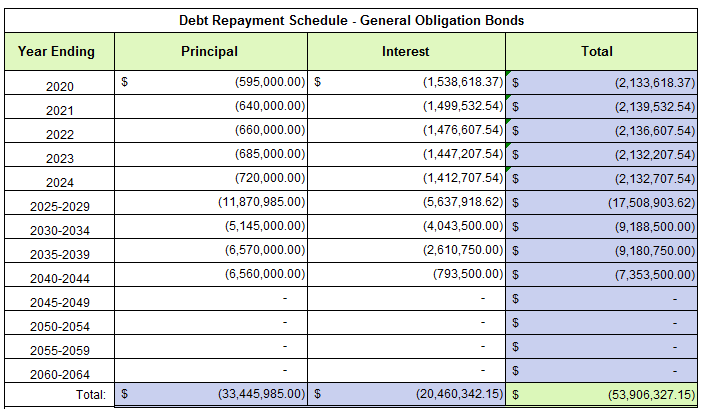 Debt Repayment Schedule - General Obligation Bonds
Year Ending Principal Interest Total
2020 $ (595,000.00) $ (1,538,618.37) $ (2,133,618.37)
2021 (640,000.00) (1,499,532.54) $ (2,139,532.54)
2022 (660,000.00) (1,476,607.54) $ (2,136,607.54)
2023 (685,000.00) (1,447,207.54) $ (2,132,207.54)
2024 (720,000.00) (1,412,707.54) $ (2,132,707.54)
2025-2029 (11,870,985.00) (5,637,918.62) $ (17,508,903.62)
2030-2034 (5,145,000.00) (4,043,500.00) $ (9,188,500.00)
2035-2039 (6,570,000.00) (2,610,750.00) $ (9,180,750.00)
2040-2044 (6,560,000.00) (793,500.00) $ (7,353,500.00)
2045-2049 - - $ -
2050-2054 - - $ -
2055-2059 - - $ -
2060-2064 - - $ -
Total: $ (33,445,985.00) $ (20,460,342.15) $ (53,906,327.15)